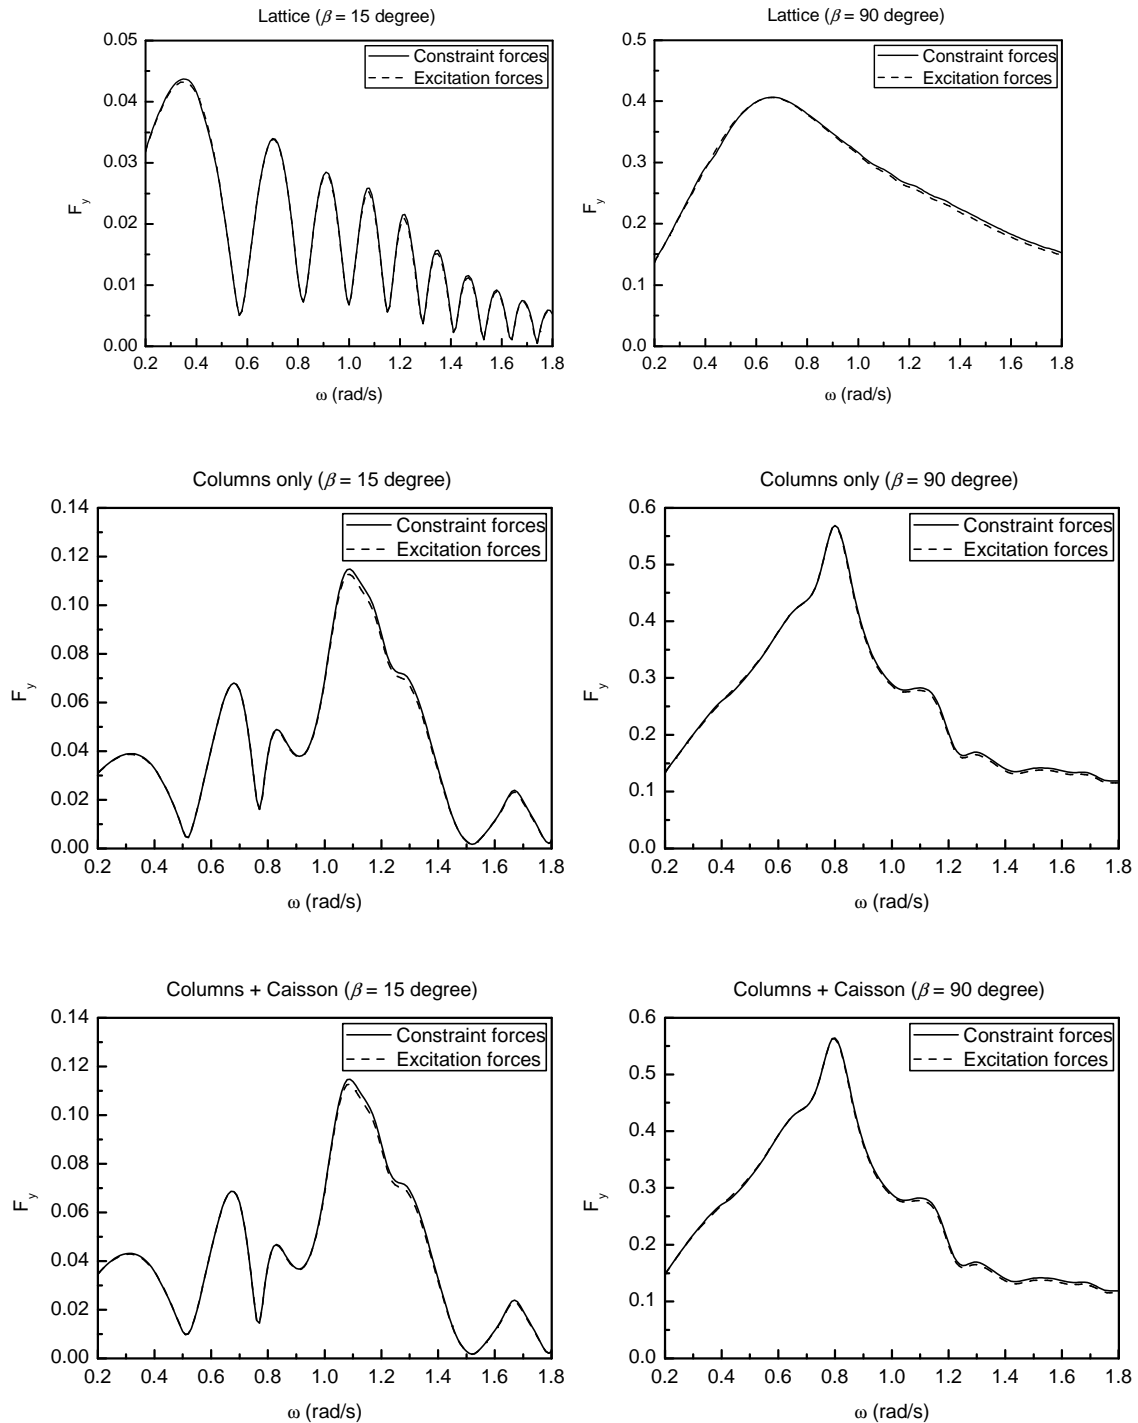 Lattice (β = 15 degree)
0.05
0.04
0.03
0.02
0.01
0.00
F_y
Constraint forces
Excitation forces
0.2 0.4 0.6 0.8 1.0 1.2 1.4 1.6 1.8
ω (rad/s)
Lattice (β = 90 degree)
0.5
0.4
0.3
0.2
0.1
0.0
F_y
Constraint forces
Excitation forces
0.2 0.4 0.6 0.8 1.0 1.2 1.4 1.6 1.8
ω (rad/s)
Columns only (β = 15 degree)
0.14
0.12
0.10
0.08
0.06
0.04
0.02
0.00
F_y
Constraint forces
Excitation forces
0.2 0.4 0.6 0.8 1.0 1.2 1.4 1.6 1.8
ω (rad/s)
Columns only (β = 90 degree)
0.6
0.5
0.4
0.3
0.2
0.1
0.0
F_y
Constraint forces
Excitation forces
0.2 0.4 0.6 0.8 1.0 1.2 1.4 1.6 1.8
ω (rad/s)
Columns + Caisson (β = 15 degree)
0.14
0.12
0.10
0.08
0.06
0.04
0.02
0.00
F_y
Constraint forces
Excitation forces
0.2 0.4 0.6 0.8 1.0 1.2 1.4 1.6 1.8
ω (rad/s)
Columns + Caisson (β = 90 degree)
0.6
0.5
0.4
0.3
0.2
0.1
0.0
F_y
Constraint forces
Excitation forces
0.2 0.4 0.6 0.8 1.0 1.2 1.4 1.6 1.8
ω (rad/s)